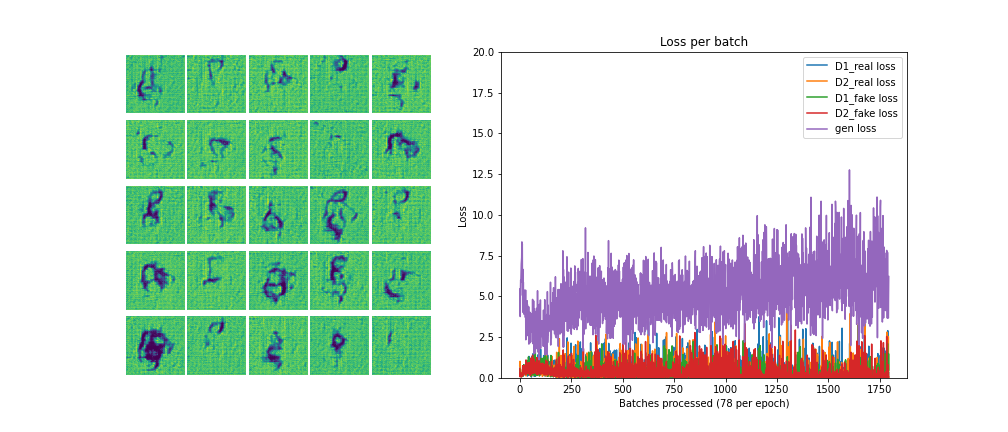 Loss per batch
20.0
17.5
15.0
12.5
10.0
7.5
5.0
2.5
0.0
Loss
D1_real loss
D2_real loss
D1_fake loss
D2_fake loss
gen loss
0 250 500 750 1000 1250 1500 1750
Batches processed (78 per epoch)